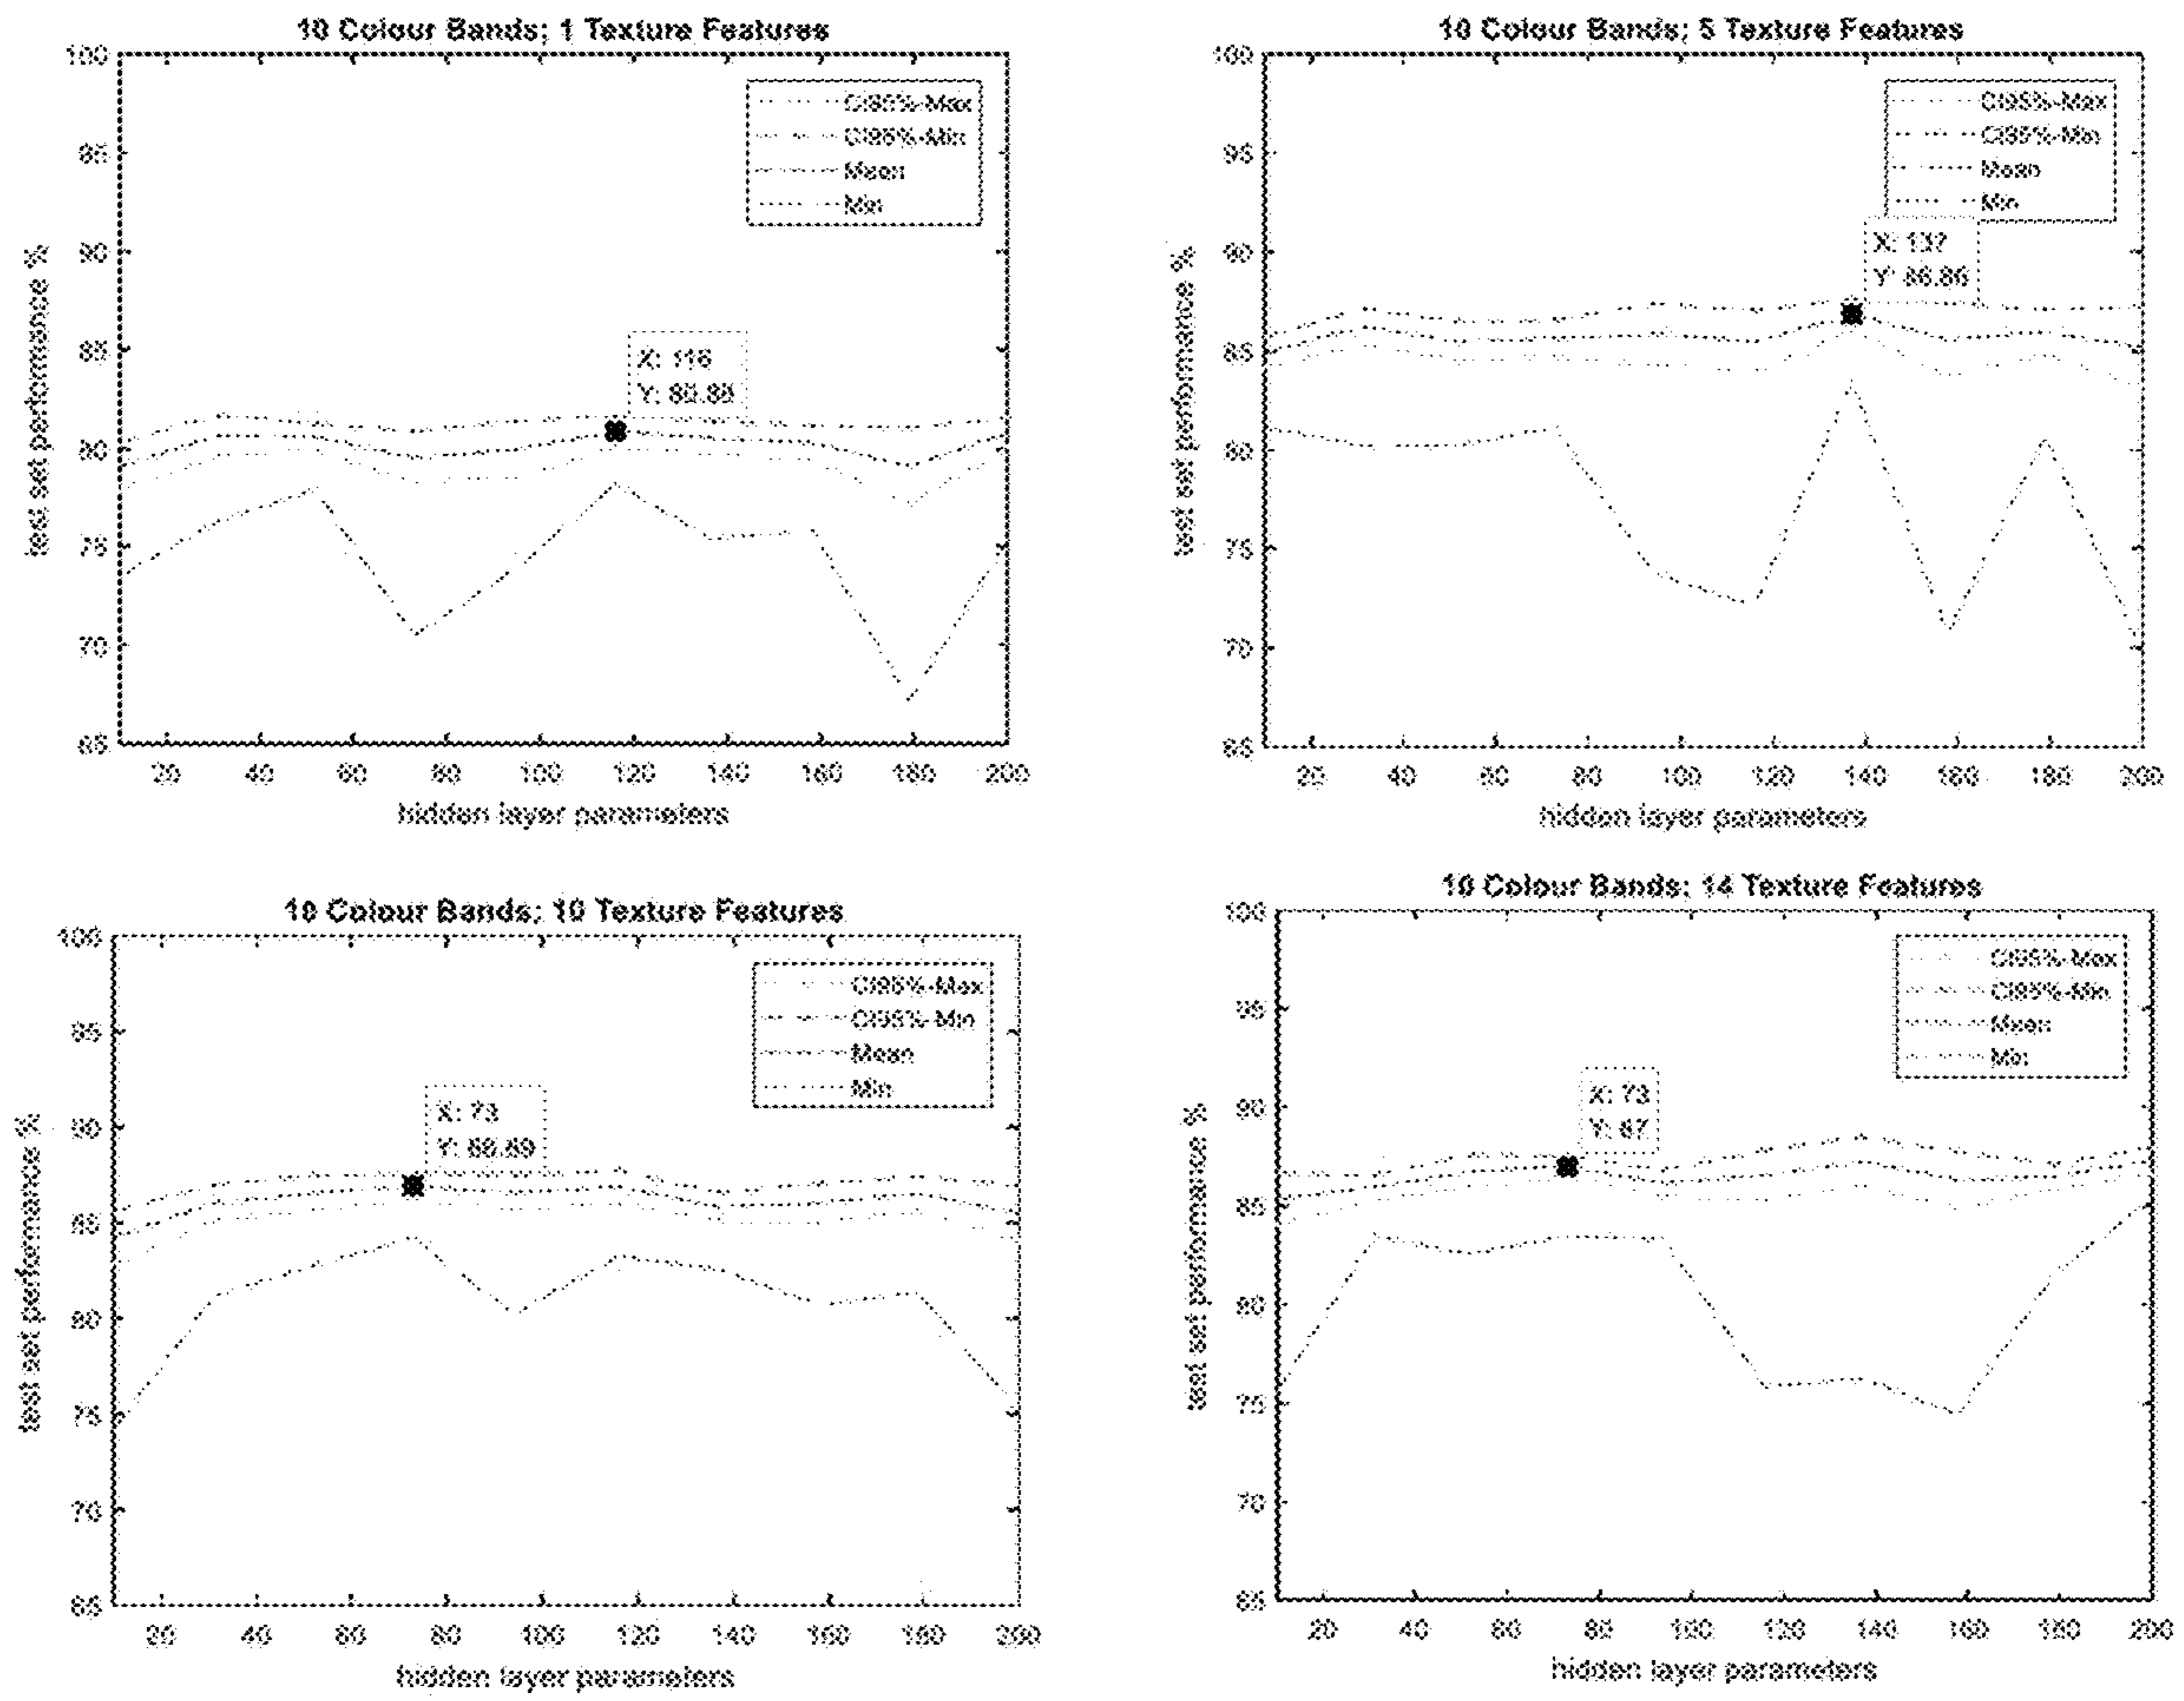 10 Colour Bands; 1 Texture Features
100
95
90
85
80
75
70
65
20 40 60 80 100 120 140 160 180 200
test set performance %
hidden layer parameters
CI95%-Max
CI95%-Min
Mean
Min
X: 116
10 Colour Bands; 5 Texture Features
100
95
90
85
80
75
70
65
20 40 60 80 100 120 140 160 180 200
test set performance %
hidden layer parameters
CI95%-Max
CI95%-Min
Mean
Min
X: 137
Y: 86.86
10 Colour Bands; 10 Texture Features
100
95
90
85
80
75
70
65
20 40 60 80 100 120 140 160 180 200
test set performance %
hidden layer parameters
CI95%-Max
CI95%-Min
Mean
Min
X: 73
10 Colour Bands; 14 Texture Features
100
95
90
85
80
75
70
65
20 40 60 80 100 120 140 160 180 200
test set performance %
hidden layer parameters
CI95%-Max
CI95%-Min
Mean
Min
X: 73
Y: 87